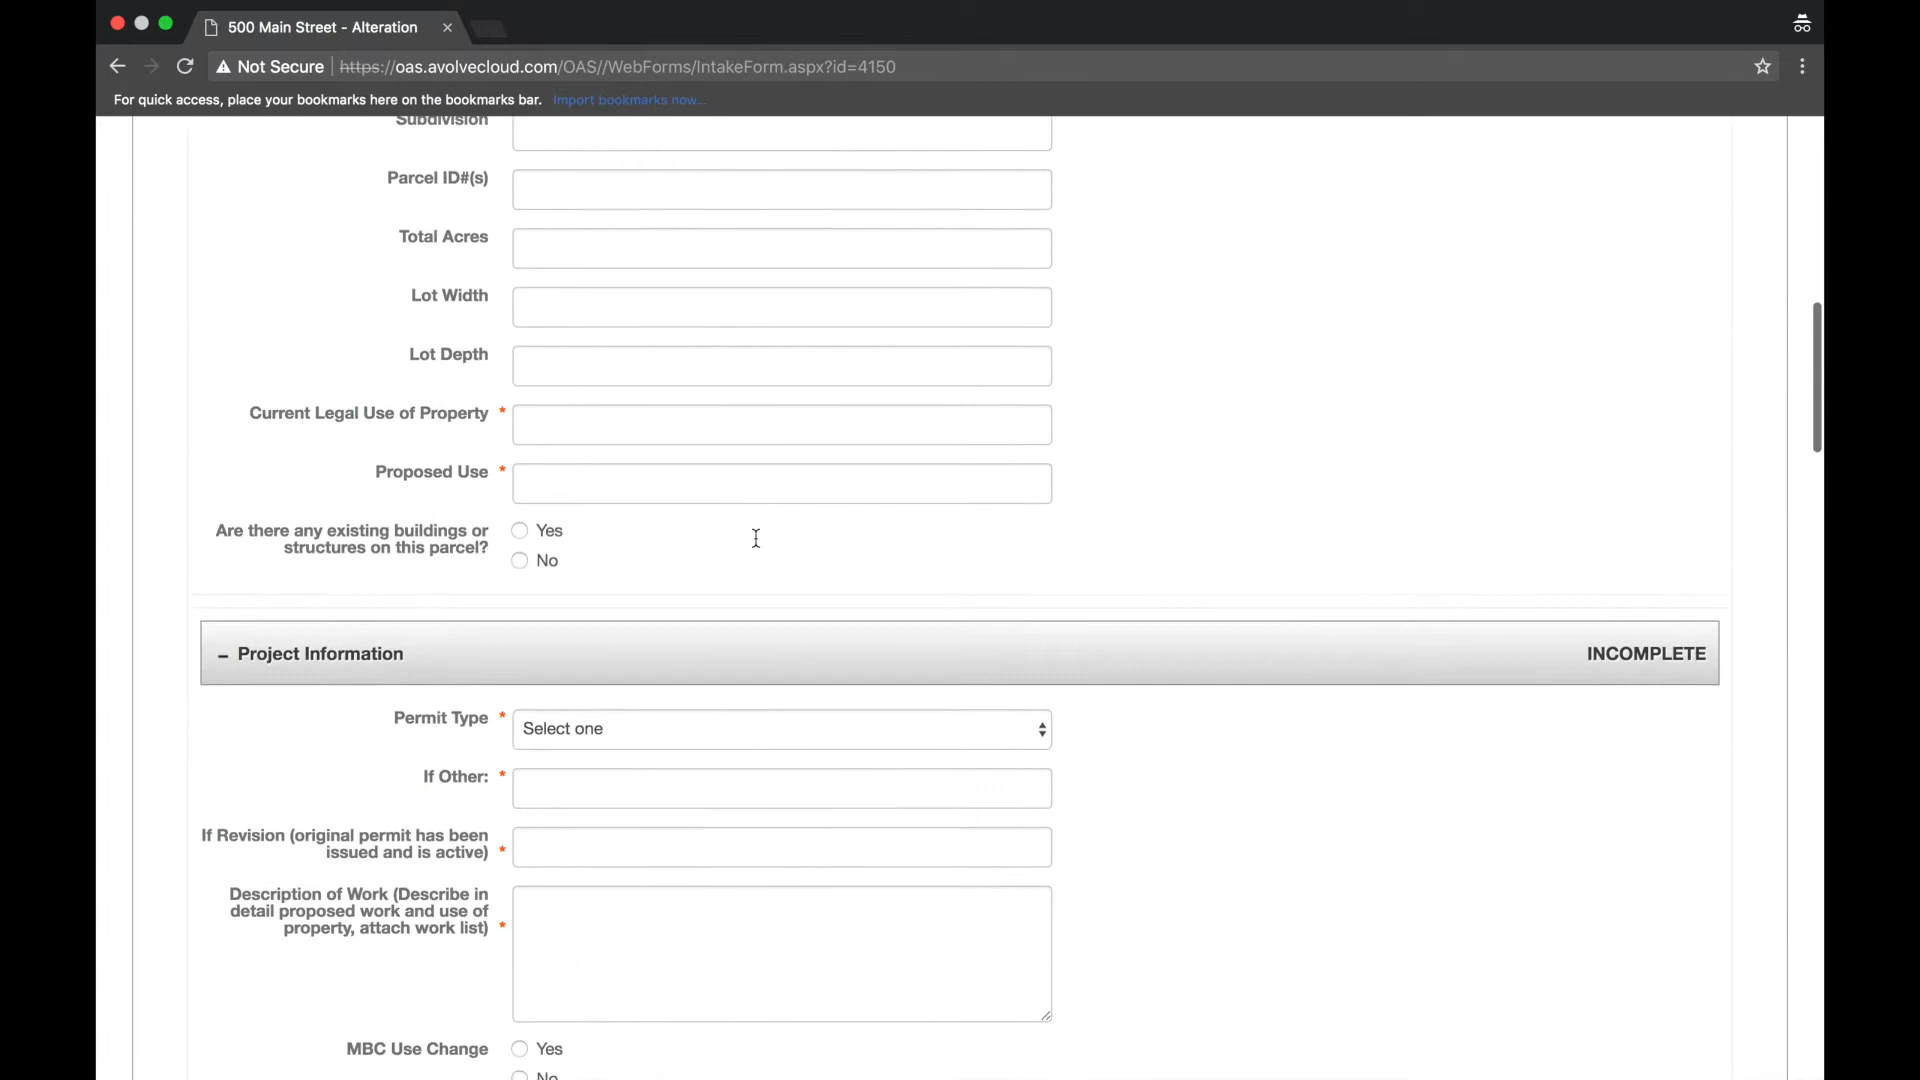 500 Main Street - Alteration
Not Secure https://oas.avolvecloud.com/OAS//WebForms/IntakeForm.aspx?id=4150
For quick access, place your bookmarks here on the bookmarks bar. Import bookmarks now...
Subdivision
Parcel ID#(s)
Total Acres
Lot Width
Lot Depth
Current Legal Use of Property *
Proposed Use *
Are there any existing buildings or
structures on this parcel?
Yes
No
– Project Information INCOMPLETE
Permit Type * Select one
If Other: *
If Revision (original permit has been
issued and is active) *
Description of Work (Describe in
detail proposed work and use of
property, attach work list) *
MBC Use Change Yes
No